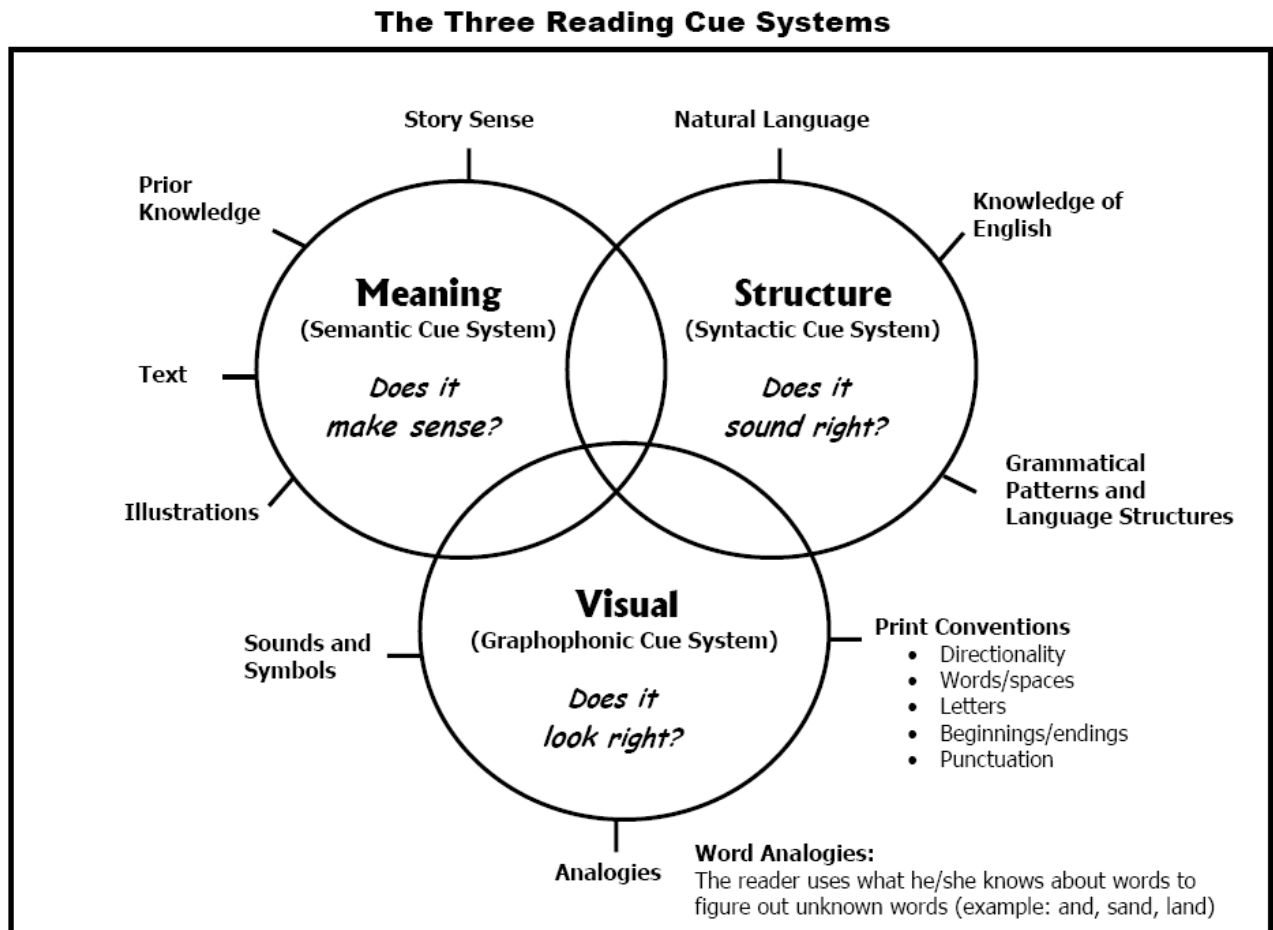 The Three Reading Cue Systems
Story Sense
Natural Language
Prior
Knowledge
Knowledge of
English
Meaning
(Semantic Cue System)
Does it
make sense?
Structure
(Syntactic Cue System)
Does it
sound right?
Text
Illustrations
Grammatical
Patterns and
Language Structures
Visual
(Graphophonic Cue System)
Does it
look right?
Sounds and
Symbols
Print Conventions
• Directionality
• Words/spaces
• Letters
• Beginnings/endings
• Punctuation
Analogies
Word Analogies:
The reader uses what he/she knows about words to
figure out unknown words (example: and, sand, land)